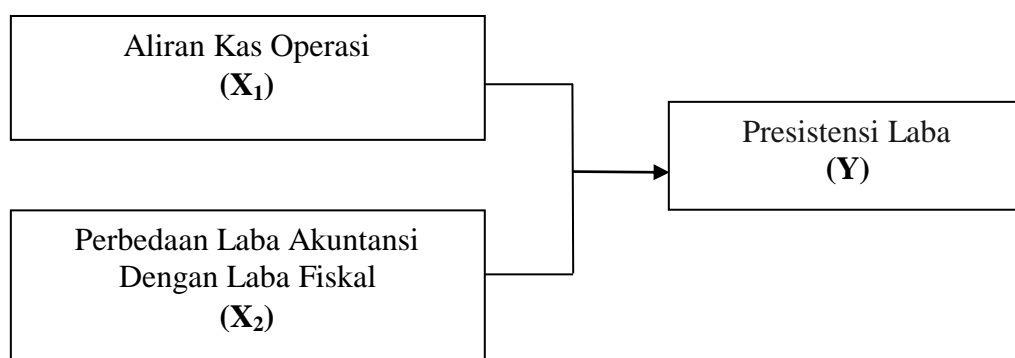 Aliran Kas Operasi
(X₁)
Presistensi Laba
(Y)
Perbedaan Laba Akuntansi
Dengan Laba Fiskal
(X₂)